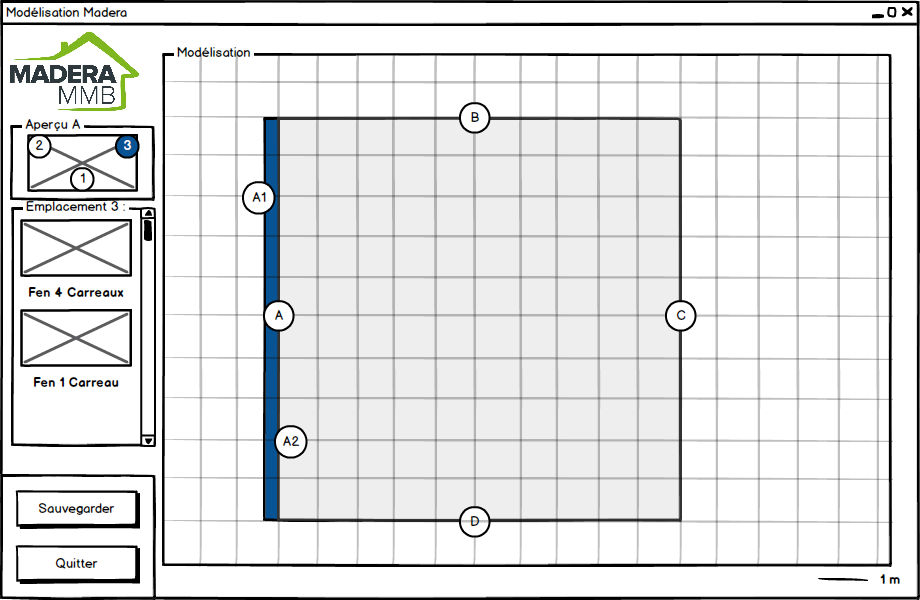 Modélisation Madera
MADERA
MMB
Aperçu A
2
3
1
Emplacement 3 :
Fen 4 Carreaux
Fen 1 Carreau
Sauvegarder
Quitter
Modélisation
B
A1
A
C
A2
D
1 m